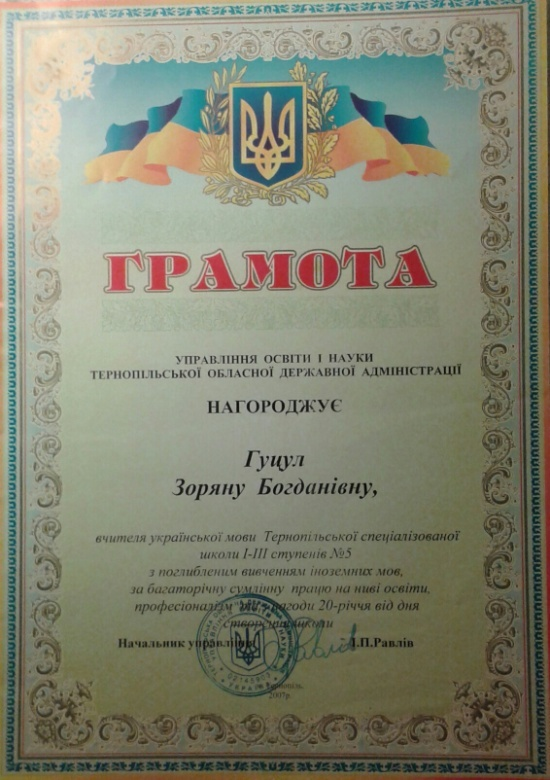 ГРАМОТА
УПРАВЛІННЯ ОСВІТИ І НАУКИ
ТЕРНОПІЛЬСЬКОЇ ОБЛАСНОЇ ДЕРЖАВНОЇ АДМІНІСТРАЦІЇ
НАГОРОДЖУЄ
Гуцул
Зоряну Богданівну,
вчителя української мови Тернопільської спеціалізованої
школи І-ІІІ ступенів №5
з поглибленим вивченням іноземних мов,
за багаторічну сумлінну працю на ниві освіти,
професіоналізм нагоди 20-річчя від дня
школи
Начальник управління Л.П.Равлів
2007р.